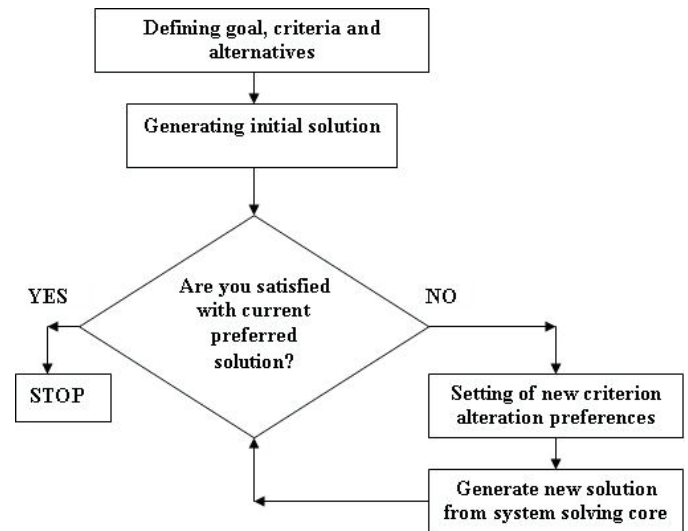 Defining goal, criteria and
alternatives
Generating initial solution
Are you satisfied
with current
preferred
solution?
YES
NO
STOP
Setting of new criterion
alteration preferences
Generate new solution
from system solving core